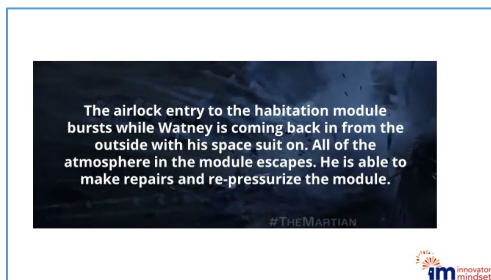 The airlock entry to the habitation module
bursts while Watney is coming back in from the
outside with his space suit on. All of the
atmosphere in the module escapes. He is able to
make repairs and re-pressurize the module.
#THEMARTIAN
im innovator
mindset